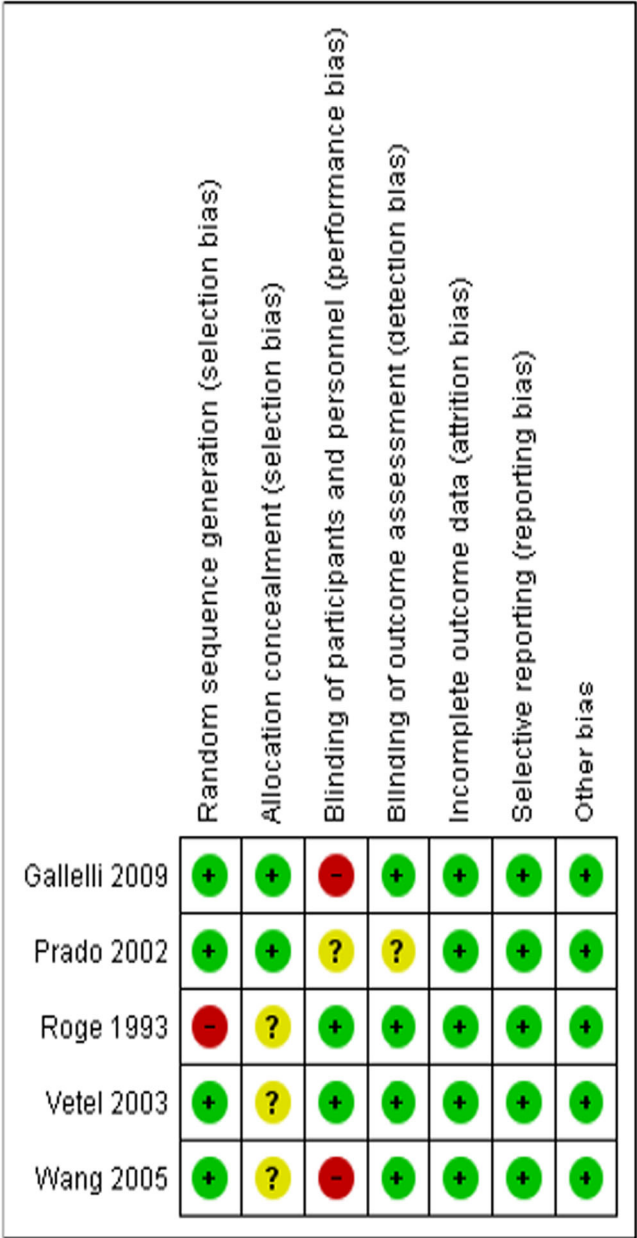 Random sequence generation (selection bias)
Allocation concealment (selection bias)
Blinding of participants and personnel (performance bias)
Blinding of outcome assessment (detection bias)
Incomplete outcome data (attrition bias)
Selective reporting (reporting bias)
Other bias
Gallelli 2009 + + - + + + +
Prado 2002 + + ? ? + + +
Roge 1993 - ? + + + + +
Vetel 2003 + ? + + + + +
Wang 2005 + ? - + + + +